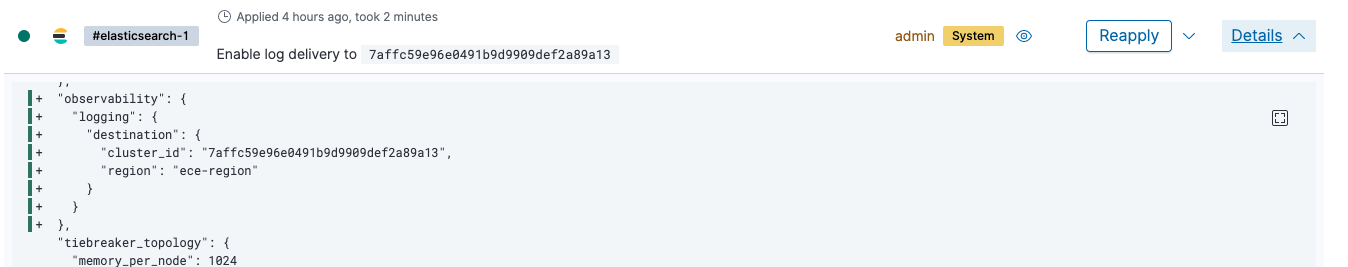 Applied 4 hours ago, took 2 minutes
#elasticsearch-1
Enable log delivery to 7affc59e96e0491b9d9909def2a89a13
admin System Reapply Details
},
+ "observability": {
+ "logging": {
+ "destination": {
+ "cluster_id": "7affc59e96e0491b9d9909def2a89a13",
+ "region": "ece-region"
+ }
+ }
+ },
"tiebreaker_topology": {
"memory_per_node": 1024